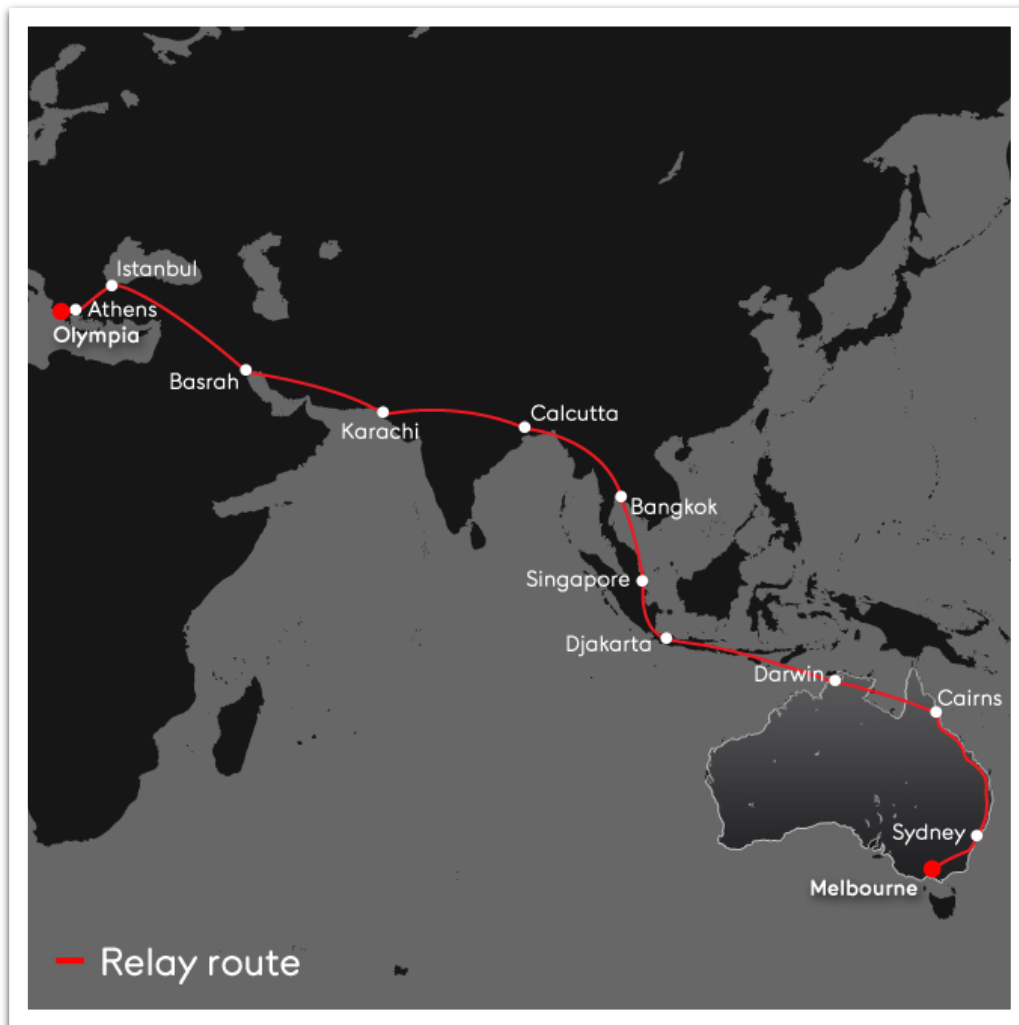 Istanbul
Athens
Olympia
Basrah
Karachi
Calcutta
Bangkok
Singapore
Djakarta
Darwin
Cairns
Sydney
Melbourne
Relay route